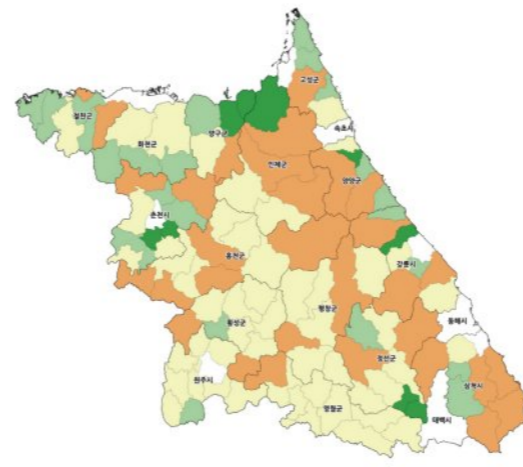 고성군
철원군
속초시
화천군
양구군
인제군
양양군
춘천시
홍천군
강릉시
평창군
횡성군
동해시
정선군
원주시
삼척시
영월군
태백시